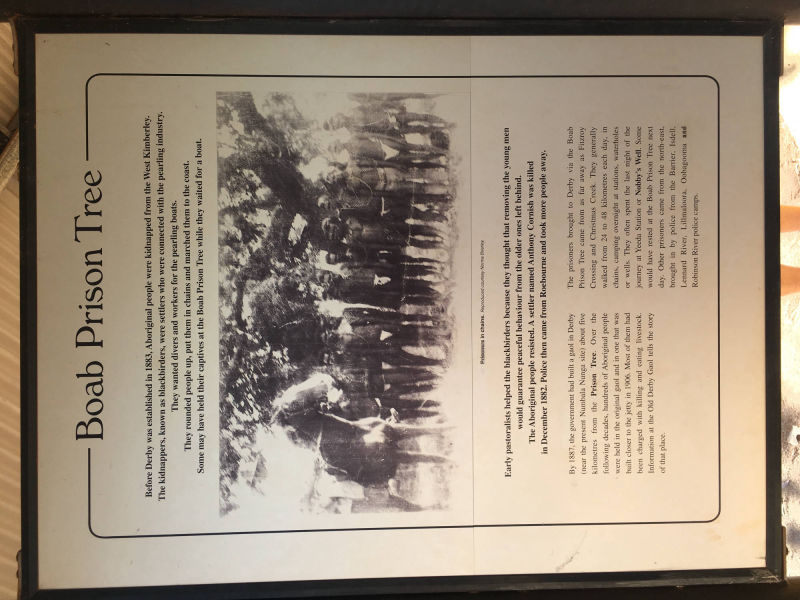 Boab Prison Tree
Before Derby was established in 1883, Aboriginal people were kidnapped from the West Kimberley.
The kidnappers, known as blackbirders, were settlers who were connected with the pearling industry.
They wanted divers and workers for the pearling boats.
They rounded people up, put them in chains and marched them to the coast.
Some may have held their captives at the Boab Prison Tree while they waited for a boat.
Prisoners in chains. Reproduced courtesy Norma Denny
Early pastoralists helped the blackbirders because they thought that removing the young men
would guarantee peaceful behaviour from the older ones left behind.
The Aboriginal people resisted. A settler named Anthony Cornish was killed
in December 1882. Police then came from Roebourne and took more people away.
By 1887, the government had built a gaol in Derby
(near the present Numbala Nunga site) about five
kilometres from the Prison Tree. Over the
following decades, hundreds of Aboriginal people
were held in the original gaol and in one that was
built closer to the jetty in 1906. Most of them had
been charged with killing and eating livestock.
Information at the Old Derby Gaol tells the story
of that place.
The prisoners brought to Derby via the Boab
Prison Tree came from as far away as Fitzroy
Crossing and Christmas Creek. They generally
walked from 24 to 48 kilometres each day, in
chains, camping overnight at stations, waterholes
or wells. They often spent the last night of the
journey at Yeeda Station or Nobby's Well. Some
would have rested at the Boab Prison Tree next
day. Other prisoners came from the north-east,
brought in by police from the Barrier, Isdell,
Lennard River, Lillmaloora, Oobagooma and
Robinson River police camps.